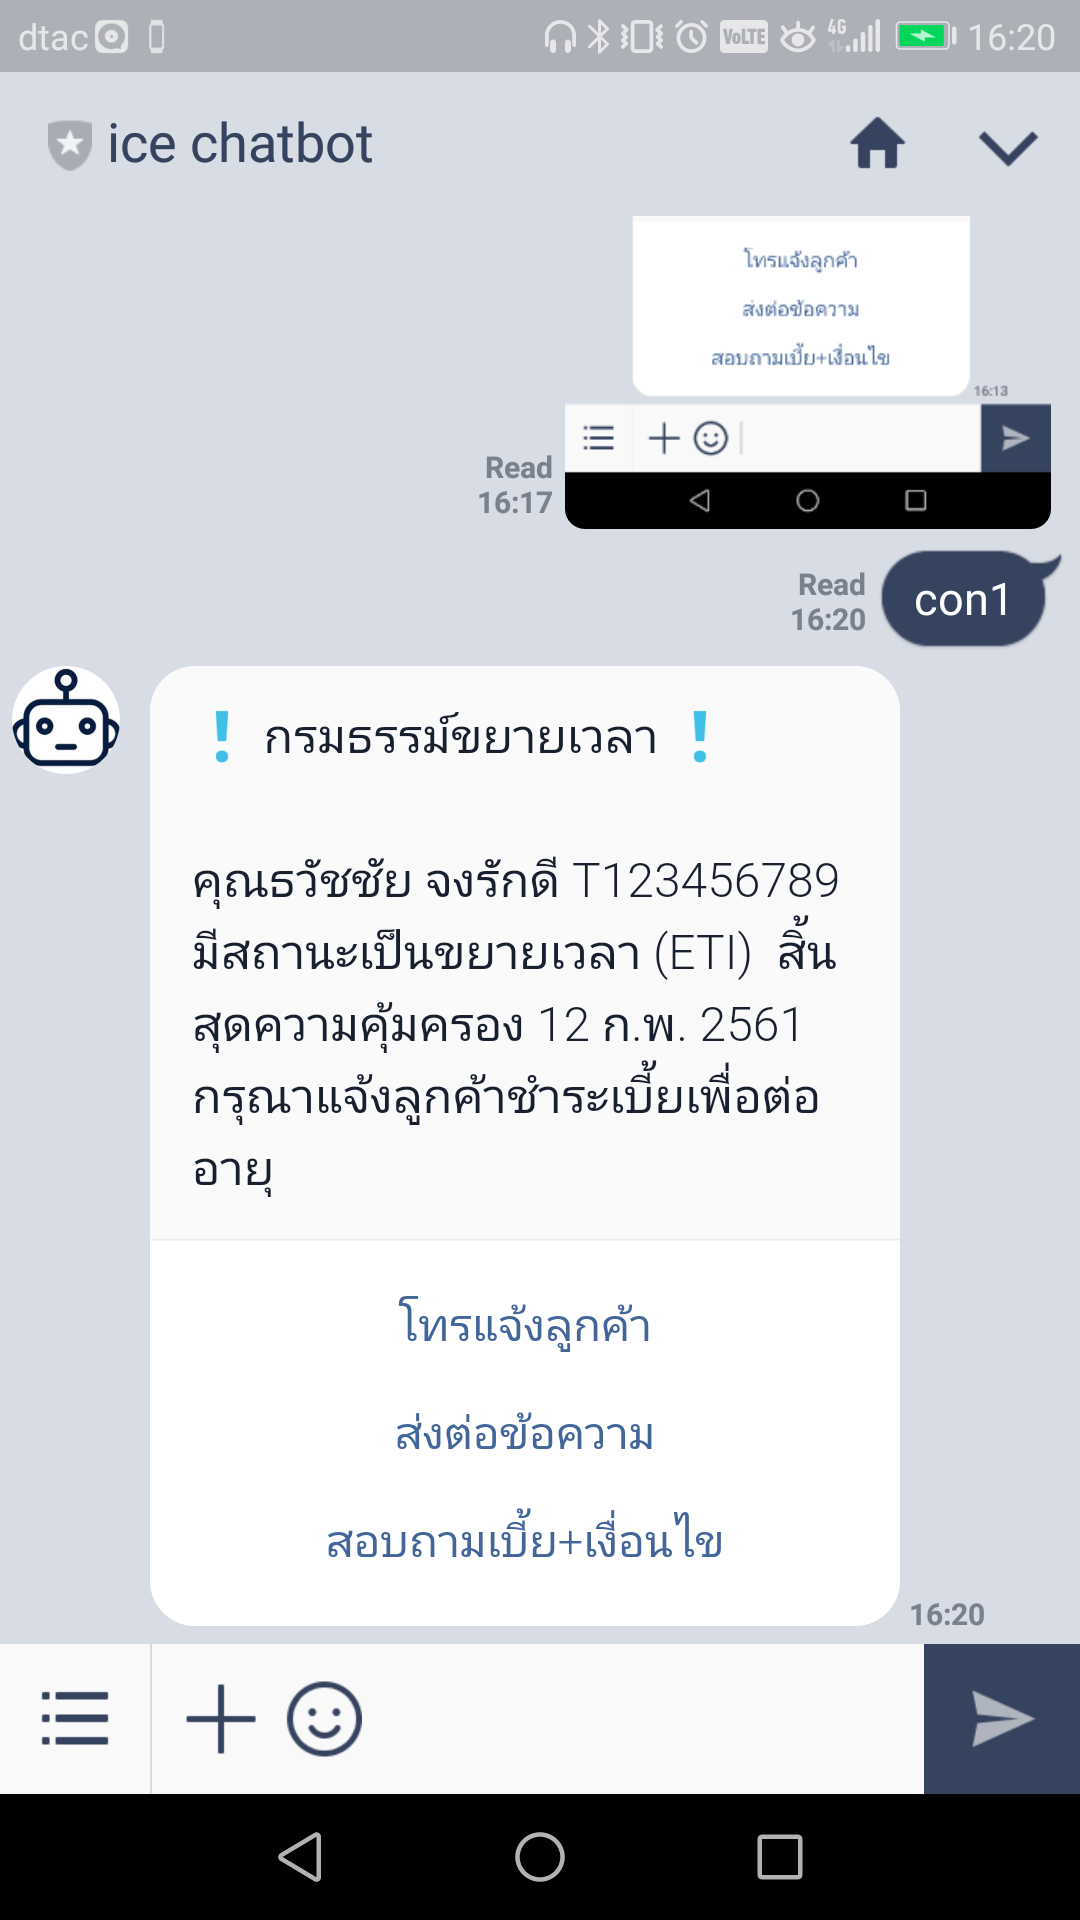 dtac VoLTE 4G 16:20
ice chatbot
โทรแจ้งลูกค้า
ส่งต่อข้อความ
สอบถามเบี้ย+เงื่อนไข
16:13
Read
16:17
Read
16:20
con1
❗ กรมธรรม์ขยายเวลา ❗
คุณธวัชชัย จงรักดี T123456789
มีสถานะเป็นขยายเวลา (ETI) สิ้น
สุดความคุ้มครอง 12 ก.พ. 2561
กรุณาแจ้งลูกค้าชำระเบี้ยเพื่อต่อ
อายุ
โทรแจ้งลูกค้า
ส่งต่อข้อความ
สอบถามเบี้ย+เงื่อนไข
16:20